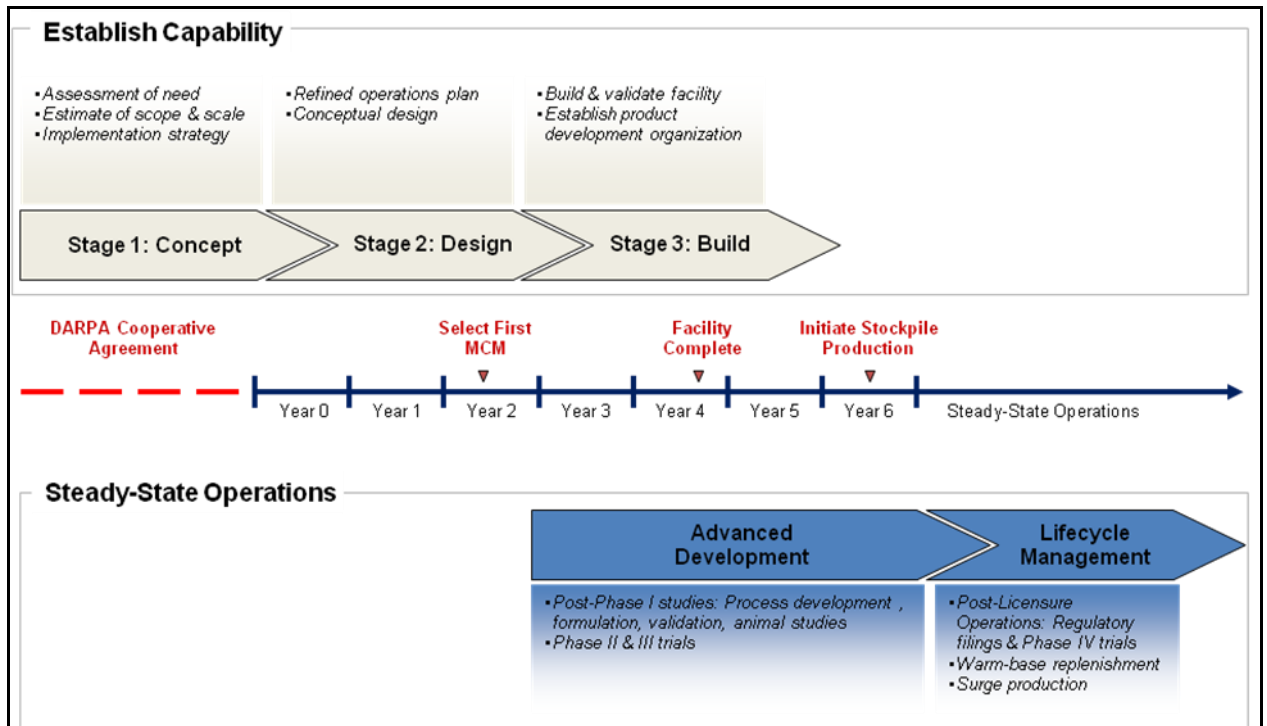 Establish Capability
▪Assessment of need
▪Estimate of scope & scale
▪Implementation strategy
▪Refined operations plan
▪Conceptual design
▪Build & validate facility
▪Establish product
development organization
Stage 1: Concept
Stage 2: Design
Stage 3: Build
DARPA Cooperative
Agreement
Select First
MCM
Facility
Complete
Initiate Stockpile
Production
Year 0
Year 1
Year 2
Year 3
Year 4
Year 5
Year 6
Steady-State Operations
Steady-State Operations
Advanced
Development
Lifecycle
Management
▪Post-Phase I studies: Process development ,
formulation, validation, animal studies
▪Phase II & III trials
▪Post-Licensure
Operations: Regulatory
filings & Phase IV trials
▪Warm-base replenishment
▪Surge production